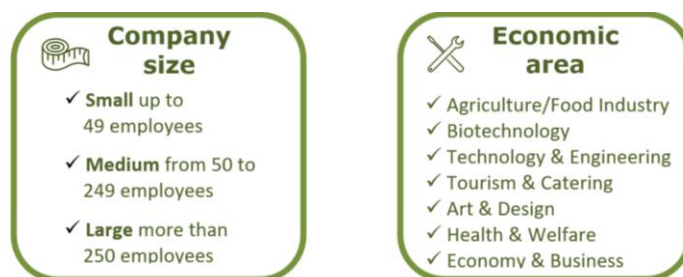 Company
size
Small up to
49 employees
Medium from 50 to
249 employees
Large more than
250 employees
Economic
area
Agriculture/Food Industry
Biotechnology
Technology & Engineering
Tourism & Catering
Art & Design
Health & Welfare
Economy & Business